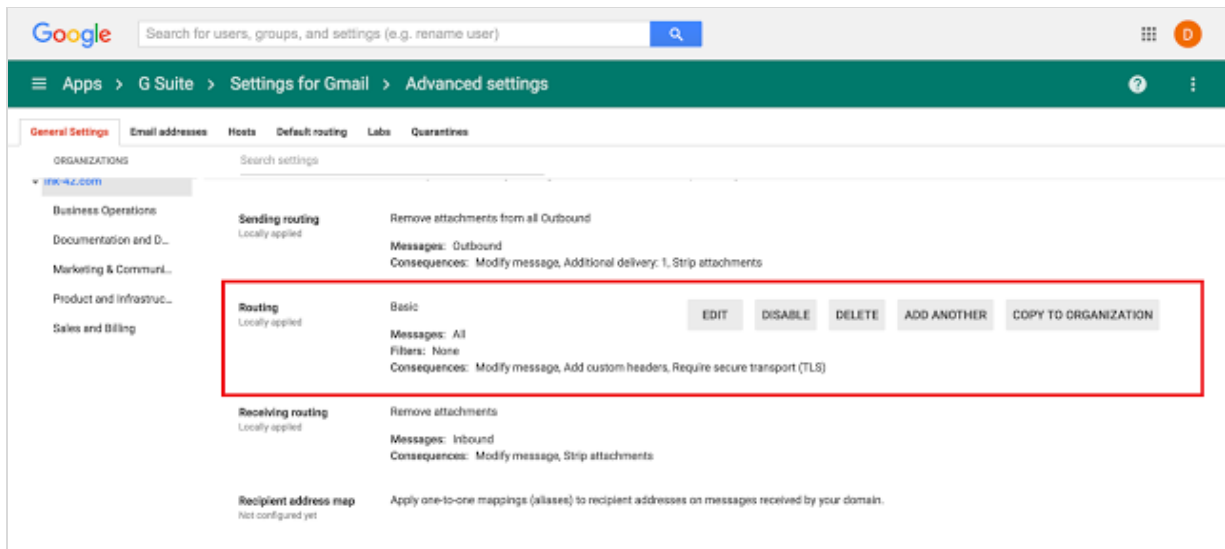 Google
Search for users, groups, and settings (e.g. rename user)
D
Apps > G Suite > Settings for Gmail > Advanced settings
General Settings Email addresses Hosts Default routing Labs Quarantines
ORGANIZATIONS
Search settings
ink-42.com
Business Operations
Documentation and D...
Marketing & Communi...
Product and Infrastruc...
Sales and Billing
Sending routing
Locally applied
Remove attachments from all Outbound
Messages: Outbound
Consequences: Modify message, Additional delivery: 1, Strip attachments
Routing
Locally applied
Basic
EDIT DISABLE DELETE ADD ANOTHER COPY TO ORGANIZATION
Messages: All
Filters: None
Consequences: Modify message, Add custom headers, Require secure transport (TLS)
Receiving routing
Locally applied
Remove attachments
Messages: Inbound
Consequences: Modify message, Strip attachments
Recipient address map
Not configured yet
Apply one-to-one mappings (aliases) to recipient addresses on messages received by your domain.